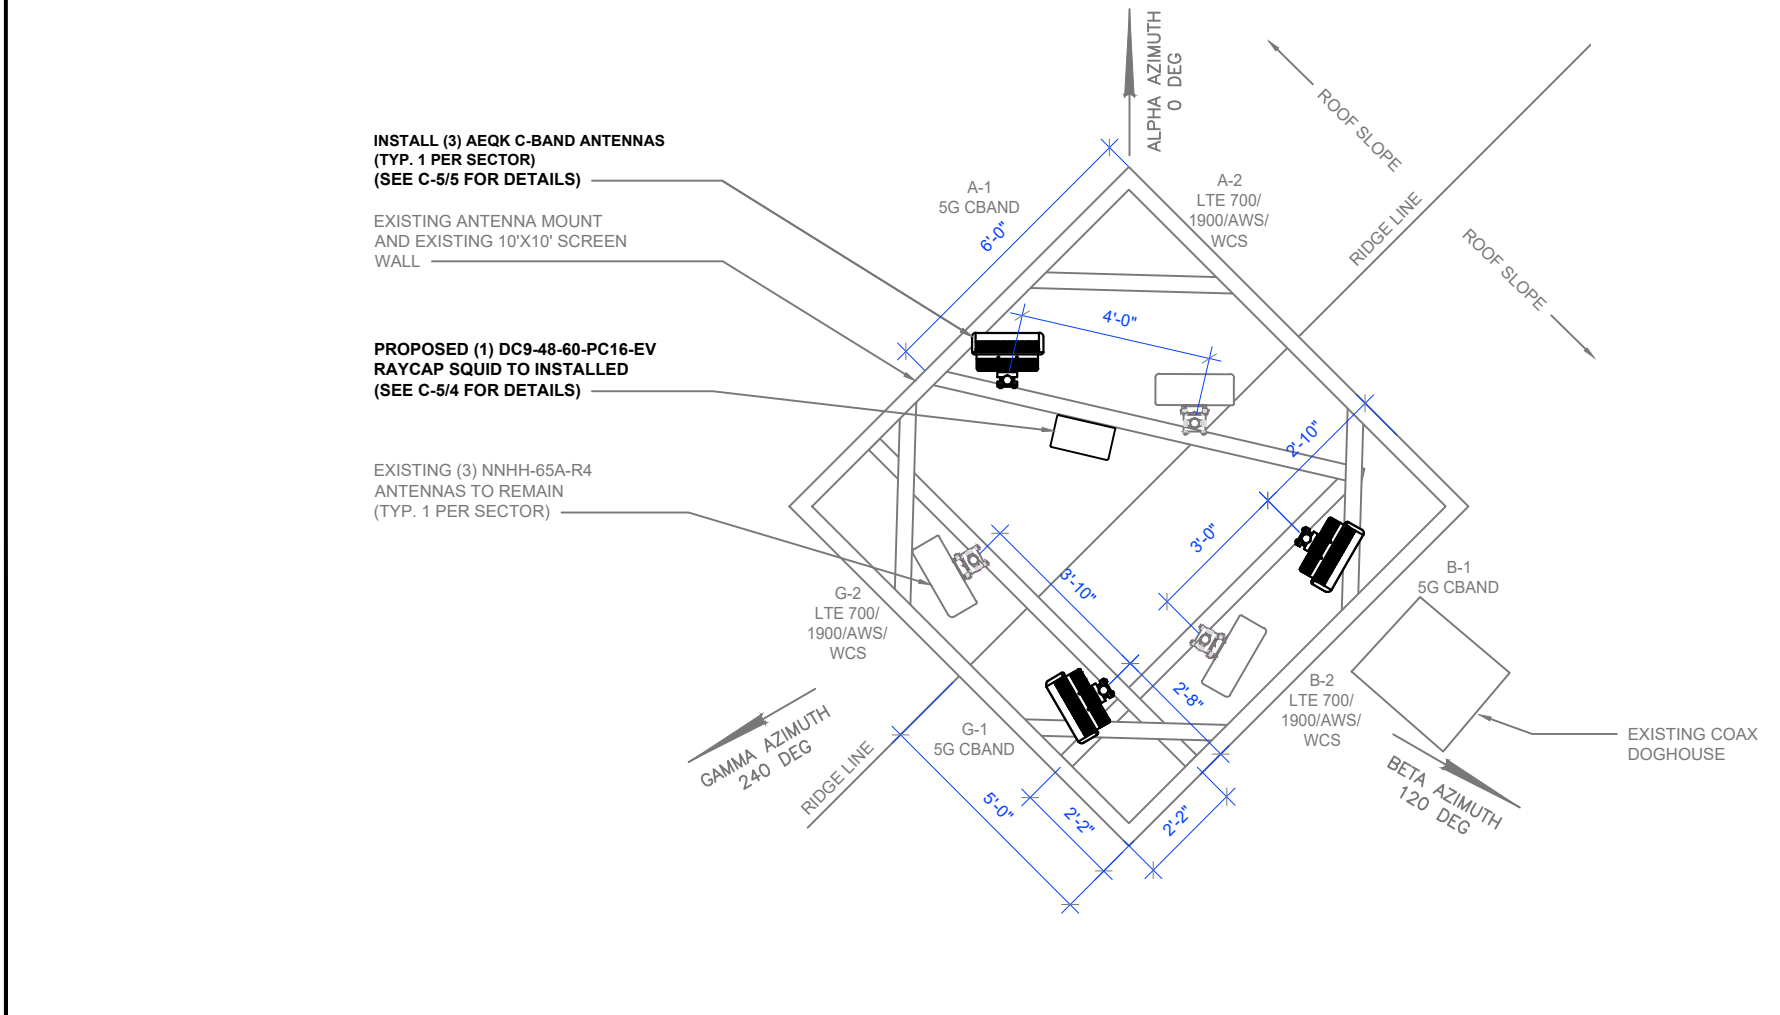 INSTALL (3) AEQK C-BAND ANTENNAS
(TYP. 1 PER SECTOR)
(SEE C-5/5 FOR DETAILS)
EXISTING ANTENNA MOUNT
AND EXISTING 10'X10' SCREEN
WALL
PROPOSED (1) DC9-48-60-PC16-EV
RAYCAP SQUID TO INSTALLED
(SEE C-5/4 FOR DETAILS)
EXISTING (3) NNHH-65A-R4
ANTENNAS TO REMAIN
(TYP. 1 PER SECTOR)
ALPHA AZIMUTH
0 DEG
A-1
5G CBAND
A-2
LTE 700/
1900/AWS/
WCS
ROOF SLOPE
RIDGE LINE
ROOF SLOPE
6'-0"
4'-0"
2'-10"
3'-0"
3'-10"
2'-8"
B-1
5G CBAND
G-2
LTE 700/
1900/AWS/
WCS
B-2
LTE 700/
1900/AWS/
WCS
G-1
5G CBAND
GAMMA AZIMUTH
240 DEG
RIDGE LINE
5'-0"
2'-2"
2'-2"
BETA AZIMUTH
120 DEG
EXISTING COAX
DOGHOUSE